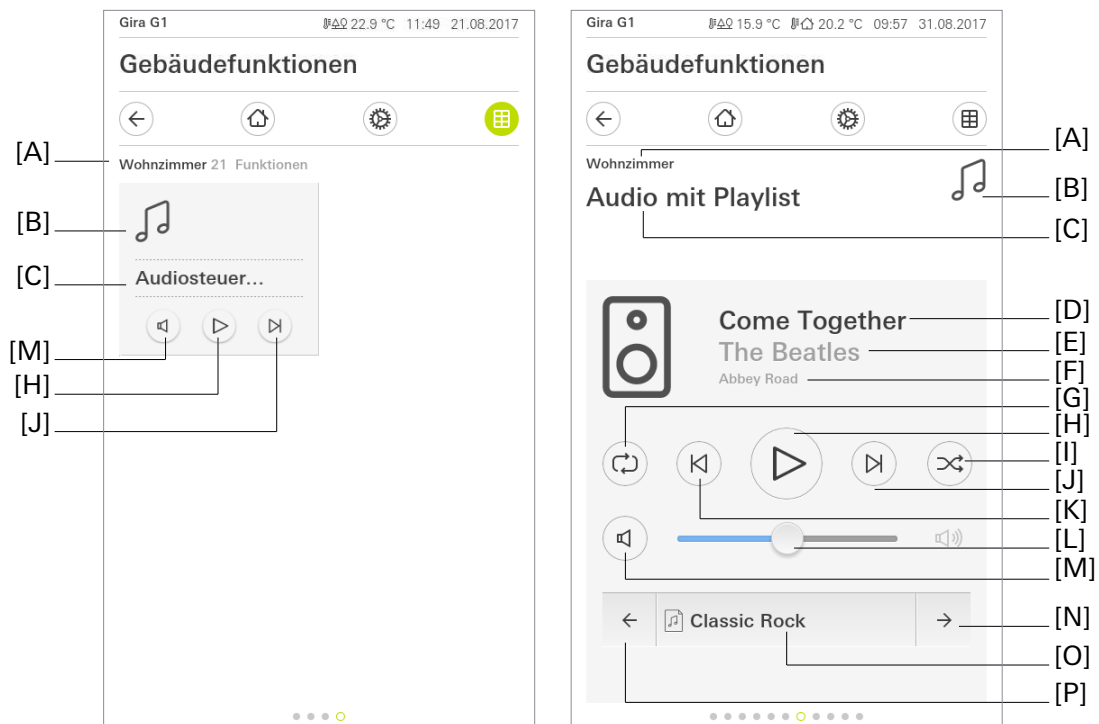 Gira G1 22.9 °C 11:49 21.08.2017
Gebäudefunktionen
Wohnzimmer 21 Funktionen
Audiosteuer...
[A]
[B]
[C]
[M]
[H]
[J]
Gira G1 15.9 °C 20.2 °C 09:57 31.08.2017
Gebäudefunktionen
Wohnzimmer
Audio mit Playlist
Come Together
The Beatles
Abbey Road
Classic Rock
[A]
[B]
[C]
[D]
[E]
[F]
[G]
[H]
[I]
[J]
[K]
[L]
[M]
[N]
[O]
[P]